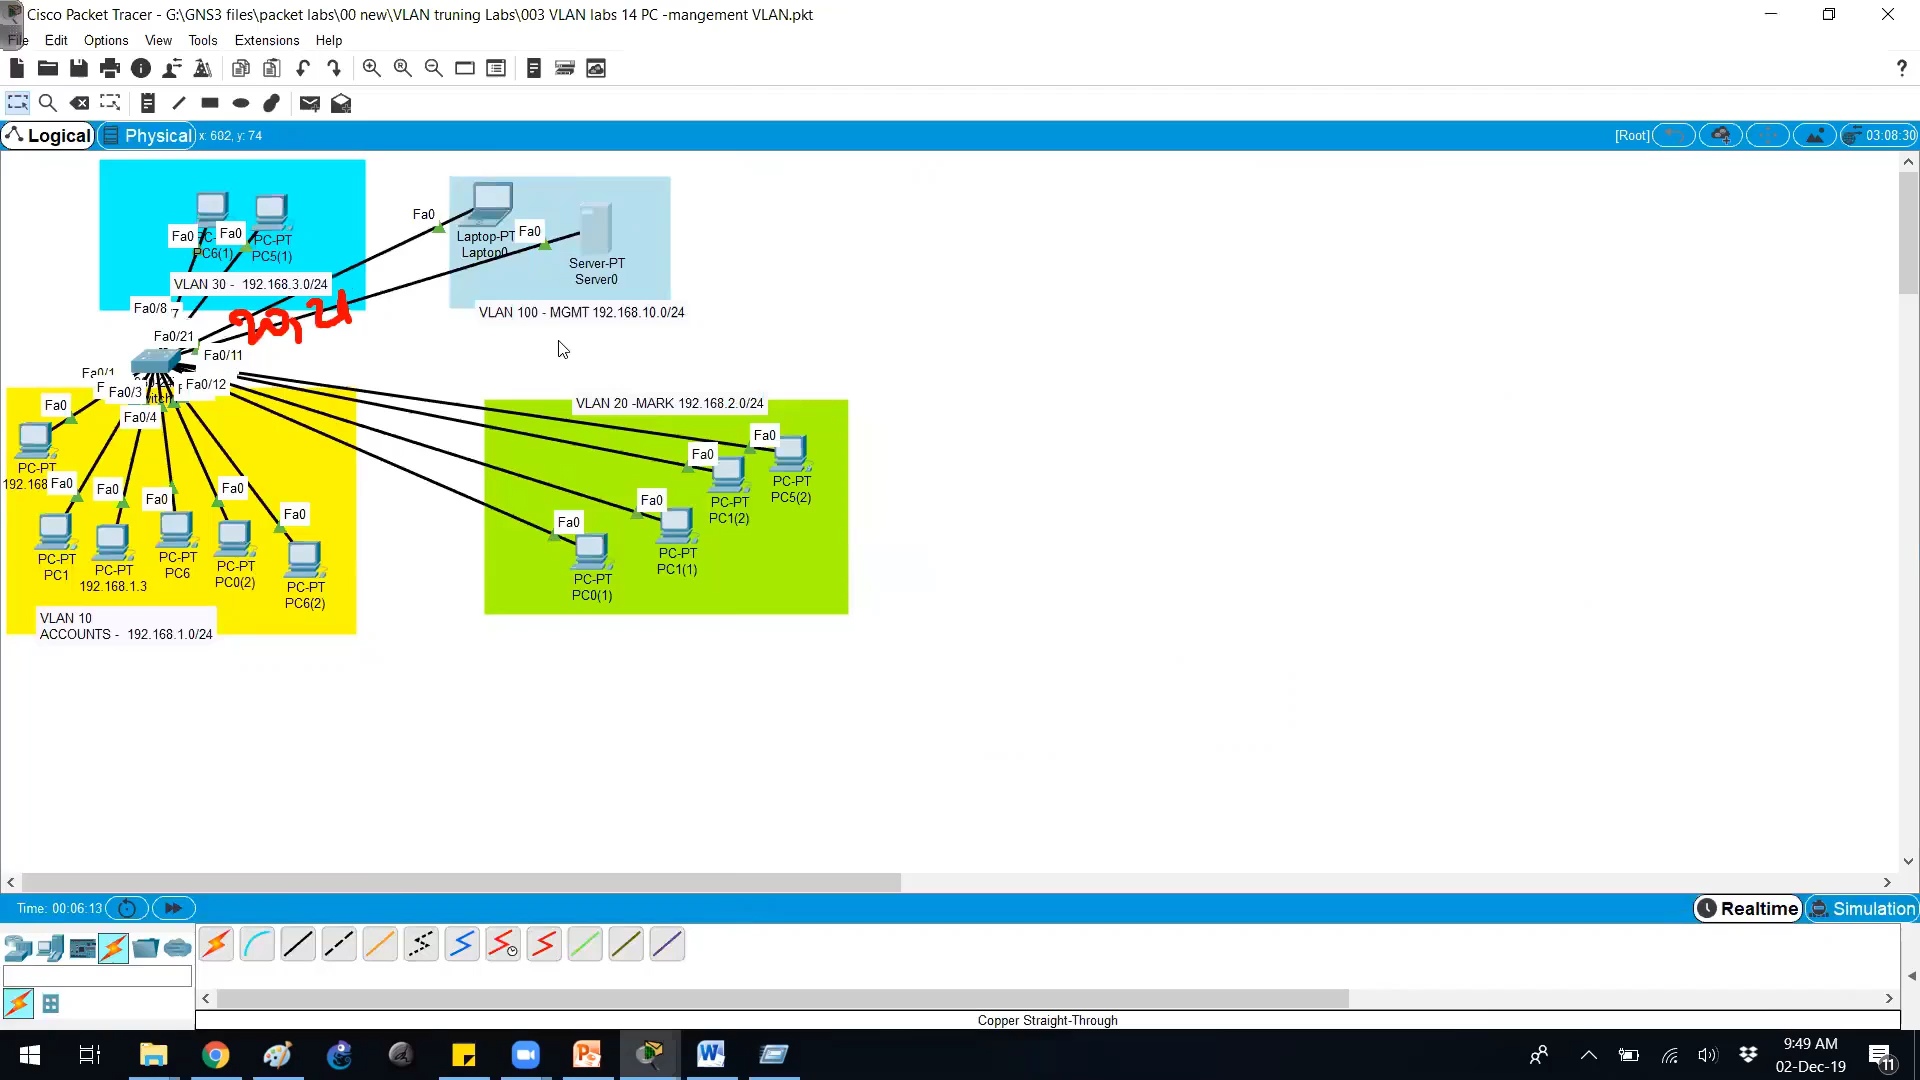 Cisco Packet Tracer - G:\GNS3 files\packet labs\00 new\VLAN truning Labs\003 VLAN labs 14 PC -mangement VLAN.pkt
File Edit Options View Tools Extensions Help
Logical Physical x: 602, y: 74 [Root] 03:08:30
Fa0 Fa0
PC-PT
PC6(1) PC5(1)
VLAN 30 - 192.168.3.0/24
Fa0 Fa0
Laptop-PT
Laptop0
Server-PT
Server0
VLAN 100 - MGMT 192.168.10.0/24
20, 21
Fa0/8 7
Fa0/21
Fa0/11
Fa0/1
Fa0/3
Fa0/12
Fa0/4
Fa0
PC-PT
192.168
Fa0 Fa0 Fa0 Fa0 Fa0
PC-PT
PC1
PC-PT
192.168.1.3
PC-PT
PC6
PC-PT
PC0(2)
PC-PT
PC6(2)
VLAN 10
ACCOUNTS - 192.168.1.0/24
VLAN 20 -MARK 192.168.2.0/24
Fa0
PC-PT
PC5(2)
Fa0
PC-PT
PC1(2)
Fa0
PC-PT
PC1(1)
Fa0
PC-PT
PC0(1)
Time: 00:06:13 Realtime Simulation
Copper Straight-Through
9:49 AM
02-Dec-19
11